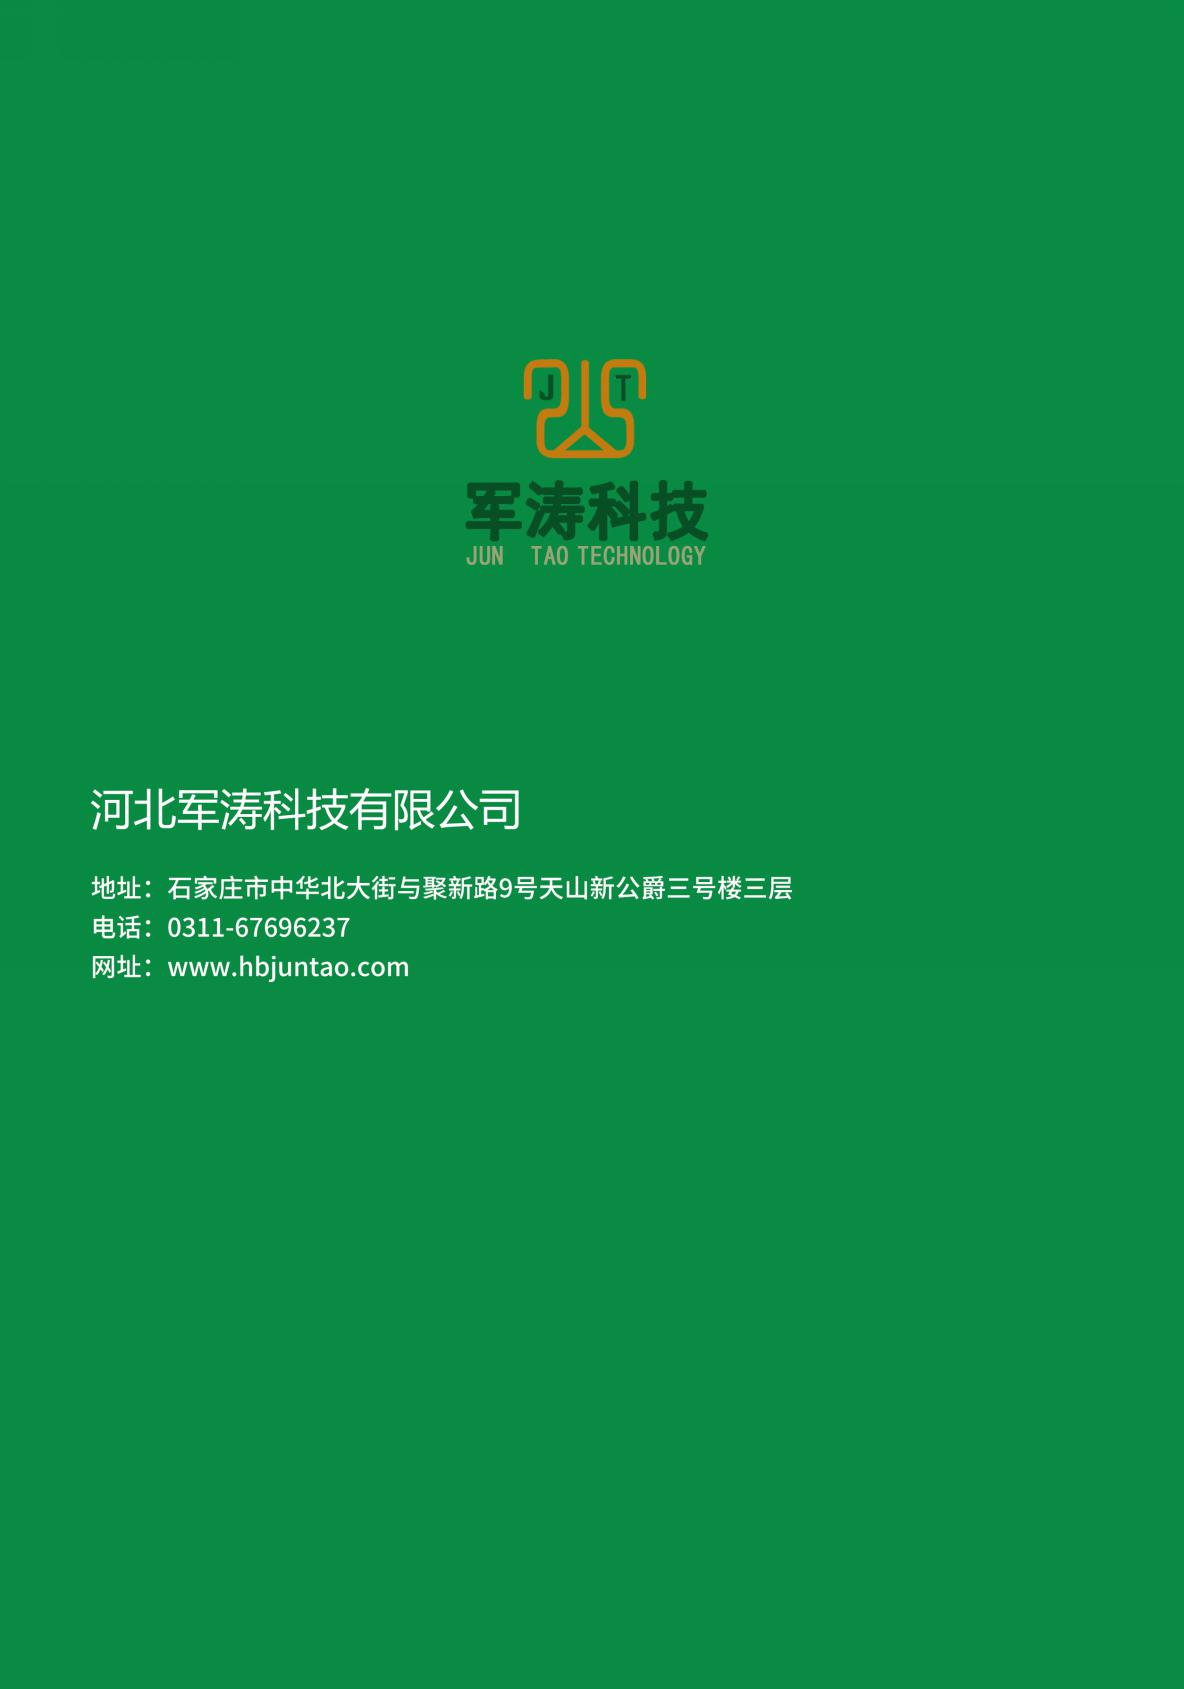 J T
军涛科技
JUN TAO TECHNOLOGY
河北军涛科技有限公司
地址：石家庄市中华北大街与聚新路9号天山新公爵三号楼三层
电话：0311-67696237
网址：www.hbjuntao.com